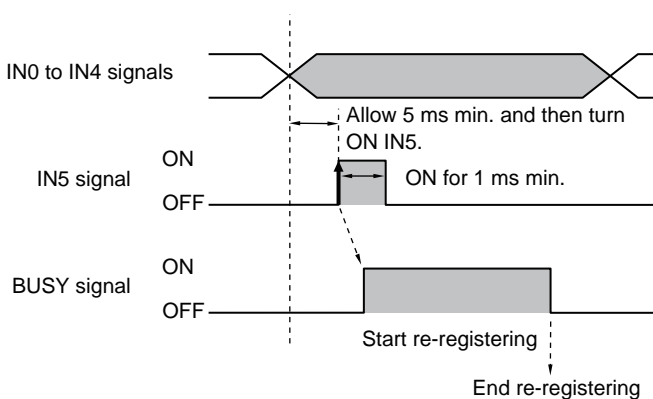 IN0 to IN4 signals
Allow 5 ms min. and then turn
ON IN5.
ON
IN5 signal
ON for 1 ms min.
OFF
ON
BUSY signal
OFF
Start re-registering
End re-registering